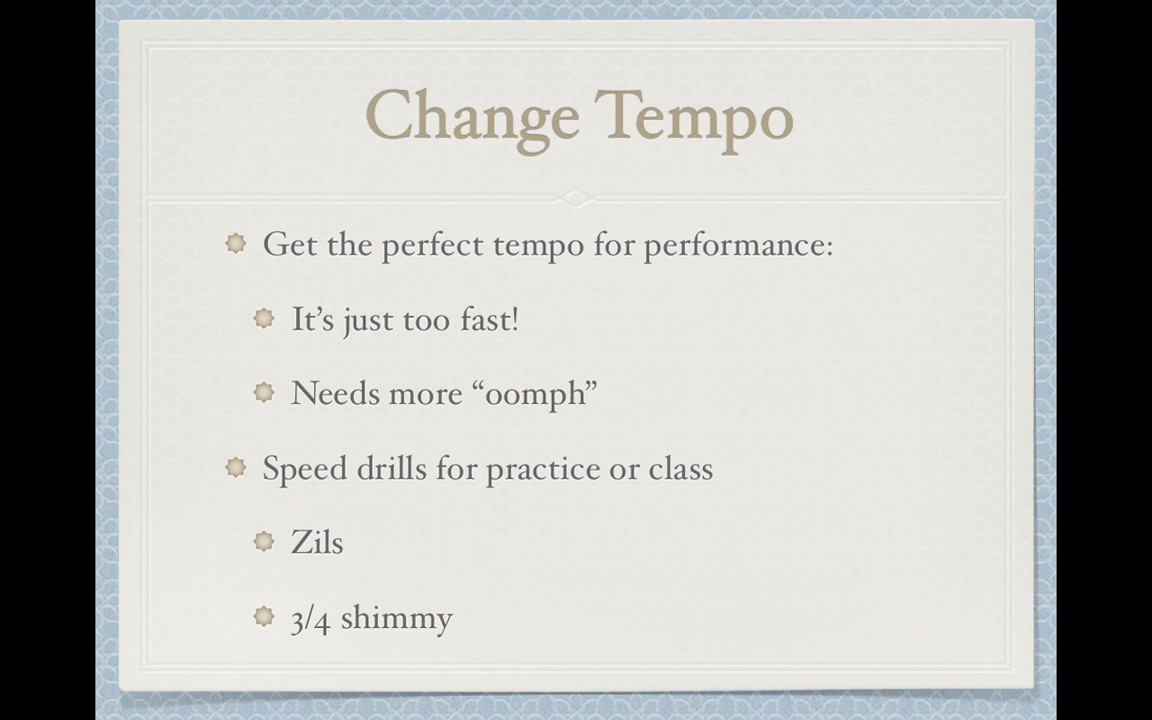 Change Tempo
Get the perfect tempo for performance:
It’s just too fast!
Needs more “oomph”
Speed drills for practice or class
Zils
3/4 shimmy